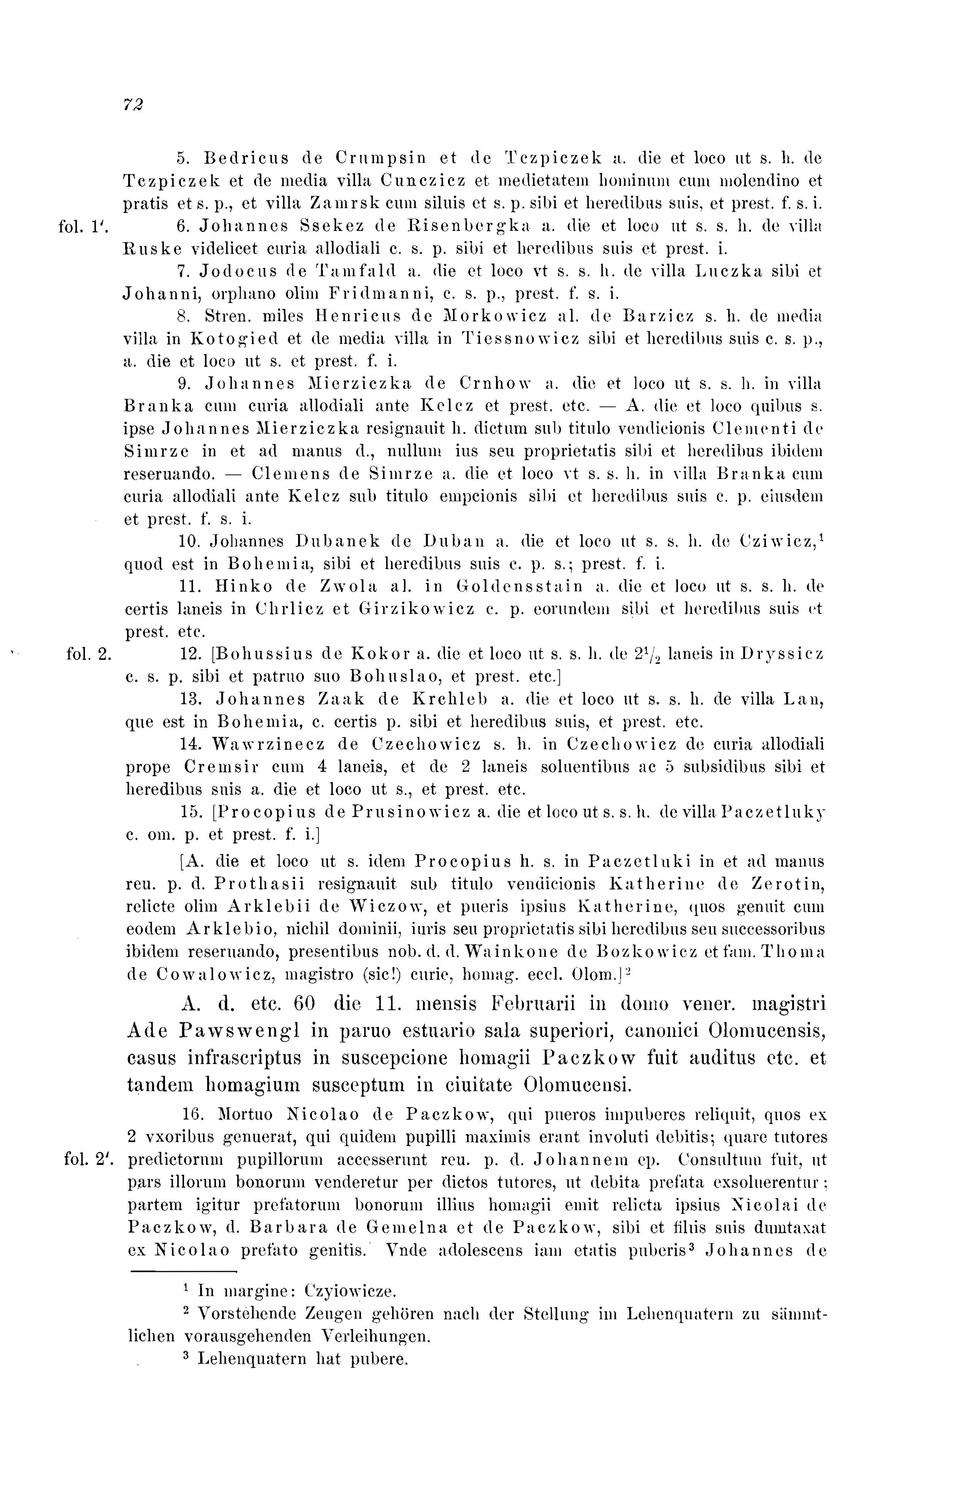 72
5. Bedricus de Crumpsin et de Tczpiczek a. die et loco ut s. h. de
Tczpiczek et de media villa Cunczicz et medietatem hominum cum molendino et
pratis et s. p., et villa Zamrsk cum siluis et s. p. sibi et heredibus suis, et prest. f. s. i.
fol. 1'. 6. Johannes Ssekez de Risenbergka a. die et loco ut s. s. h. de villa
Ruske videlicet curia allodiali c. s. p. sibi et heredibus suis et prest. i.
7. Jodocus de Tamfald a. die et loco vt s. s. h. de villa Luczka sibi et
Johanni, orphano olim Fridmanni, c. s. p., prest. f. s. i.
8. Stren. miles Henricus de Morkowicz al. de Barzicz s. h. de media
villa in Kotogied et de media villa in Tiessnowicz sibi et heredibus suis c. s. p.,
a. die et loco ut s. et prest. f. i.
9. Johannes Mierziczka de Crnhow a. die et loco ut s. s. h. in villa
Branka cum curia allodiali ante Kelcz et prest. etc. — A. die et loco quibus s.
ipse Johannes Mierziczka resignauit h. dictum sub titulo vendicionis Clementi de
Simrze in et ad manus d., nullum ius seu proprietatis sibi et heredibus ibidem
reseruando. — Clemens de Simrze a. die et loco vt s. s. h. in villa Branka cum
curia allodiali ante Kelcz sub titulo empcionis sibi et heredibus suis c. p. eiusdem
et prest. f. s. i.
10. Johannes Dubanek de Duban a. die et loco ut s. s. h. de Cziwicz,¹
quod est in Bohemia, sibi et heredibus suis c. p. s.; prest. f. i.
11. Hinko de Zwola al. in Goldensstain a. die et loco ut s. s. h. de
certis laneis in Chrlicz et Girzikowicz c. p. eorundem sibi et heredibus suis et
prest. etc.
fol. 2. 12. [Bohussius de Kokor a. die et loco ut s. s. h. de 2¹/₂ laneis in Dryssicz
c. s. p. sibi et patruo suo Bohuslao, et prest. etc.]
13. Johannes Zaak de Krchleb a. die et loco ut s. s. h. de villa Lau,
que est in Bohemia, c. certis p. sibi et heredibus suis, et prest. etc.
14. Wawrzinecz de Czechowicz s. h. in Czechowicz de curia allodiali
prope Cremsir cum 4 laneis, et de 2 laneis soluentibus ac 5 subsidibus sibi et
heredibus suis a. die et loco ut s., et prest. etc.
15. [Procopius de Prusinowicz a. die et loco ut s. s. h. de villa Paczetluky
c. om. p. et prest. f. i.]
[A. die et loco ut s. idem Procopius h. s. in Paczetluki in et ad manus
reu. p. d. Prothasii resignauit sub titulo vendicionis Katherine de Zerotin,
relicte olim Arklebii de Wiczow, et pueris ipsius Katherine, quos genuit cum
eodem Arklebio, nichil dominii, iuris seu proprietatis sibi heredibus seu successoribus
ibidem reseruando, presentibus nob. d. d. Wainkone de Bozkowicz et fam. Thoma
de Cowalowicz, magistro (sic!) curie, homag. eccl. Olom.]²
A. d. etc. 60 die 11. mensis Februarii in domo vener. magistri
Ade Pawswengl in paruo estuario sala superiori, canonici Olomucensis,
casus infrascriptus in suscepcione homagii Paczkow fuit auditus etc. et
tandem homagium susceptum in ciuitate Olomucensi.
16. Mortuo Nicolao de Paczkow, qui pueros impuberes reliquit, quos ex
2 vxoribus genuerat, qui quidem pupilli maximis erant involuti debitis; quare tutores
fol. 2'. predictorum pupillorum accesserunt reu. p. d. Johannem ep. Consultum fuit, ut
pars illorum bonorum venderetur per dictos tutores, ut debita prefata exsoluerentur;
partem igitur prefatorum bonorum illius homagii emit relicta ipsius Nicolai de
Paczkow, d. Barbara de Gemelna et de Paczkow, sibi et filiis suis dumtaxat
ex Nicolao prefato genitis. Vnde adolescens iam etatis puberis³ Johannes de
¹ In margine: Czyiowicze.
² Vorstehende Zeugen gehören nach der Stellung im Lehenquatern zu sämmt-
lichen vorausgehenden Verleihungen.
³ Lehenquatern hat pubere.